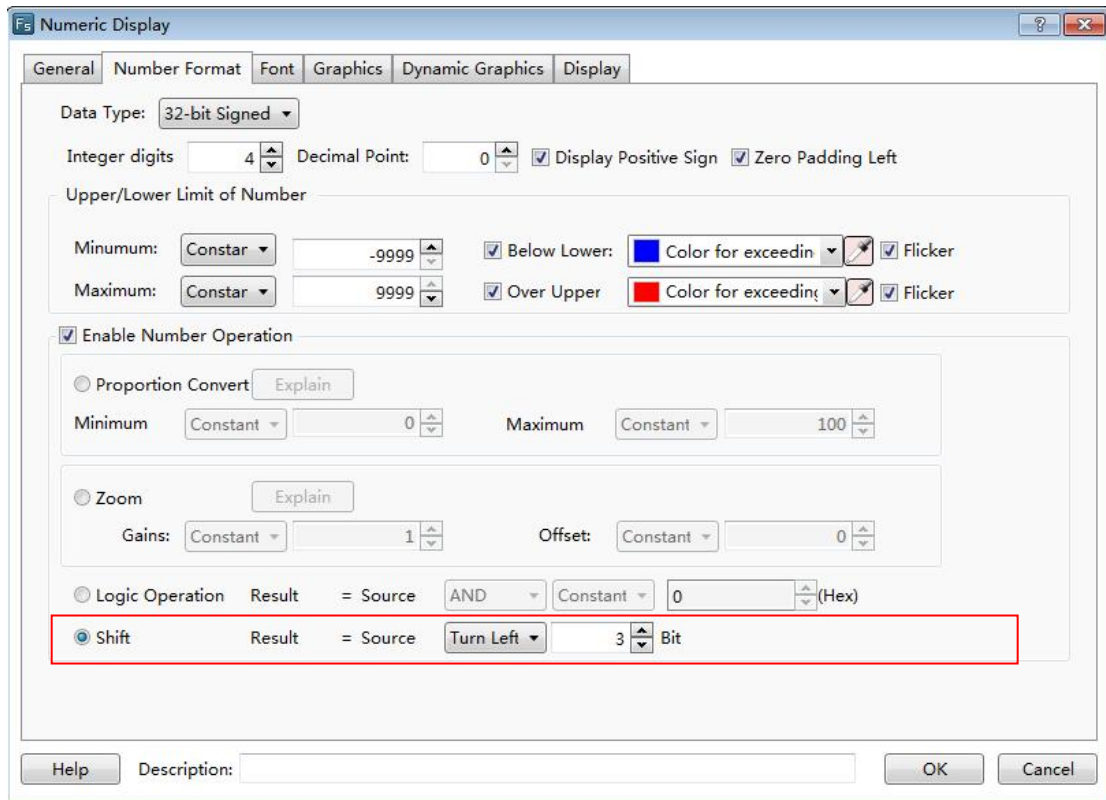 Fs Numeric Display ?
General Number Format Font Graphics Dynamic Graphics Display
Data Type: 32-bit Signed
Integer digits 4 Decimal Point: 0 Display Positive Sign Zero Padding Left
Upper/Lower Limit of Number
Minumum: Constar -9999 Below Lower: Color for exceedin Flicker
Maximum: Constar 9999 Over Upper Color for exceeding Flicker
Enable Number Operation
Proportion Convert Explain
Minimum Constant 0 Maximum Constant 100
Zoom Explain
Gains: Constant 1 Offset: Constant 0
Logic Operation Result = Source AND Constant 0 (Hex)
Shift Result = Source Turn Left 3 Bit
Help Description: OK Cancel